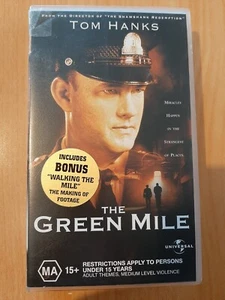 FROM THE DIRECTOR OF "THE SHAWSHANK REDEMPTION"
TOM HANKS
MIRACLES
HAPPEN
IN THE
STRANGEST
OF PLACES
INCLUDES
BONUS
"WALKING THE
MILE"
THE MAKING OF
FOOTAGE
THE
GREEN MILE
UNIVERSAL
MA 15+
RESTRICTIONS APPLY TO PERSONS
UNDER 15 YEARS
ADULT THEMES, MEDIUM LEVEL VIOLENCE